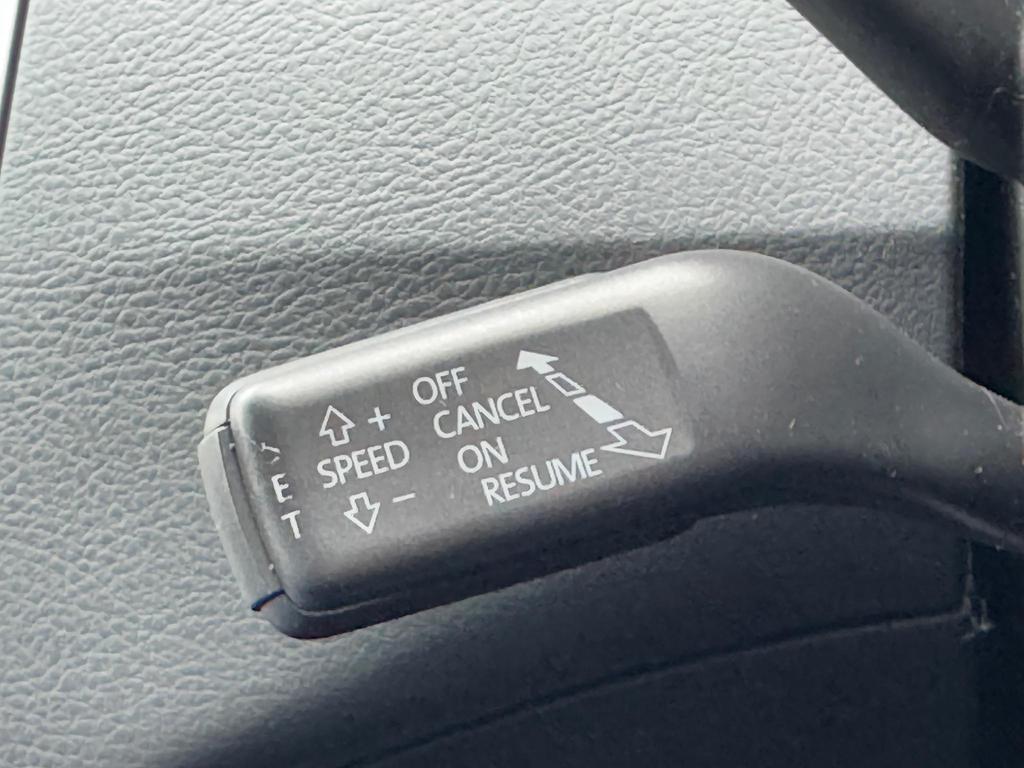 OFF
+ CANCEL
SPEED ON
- RESUME
E
T